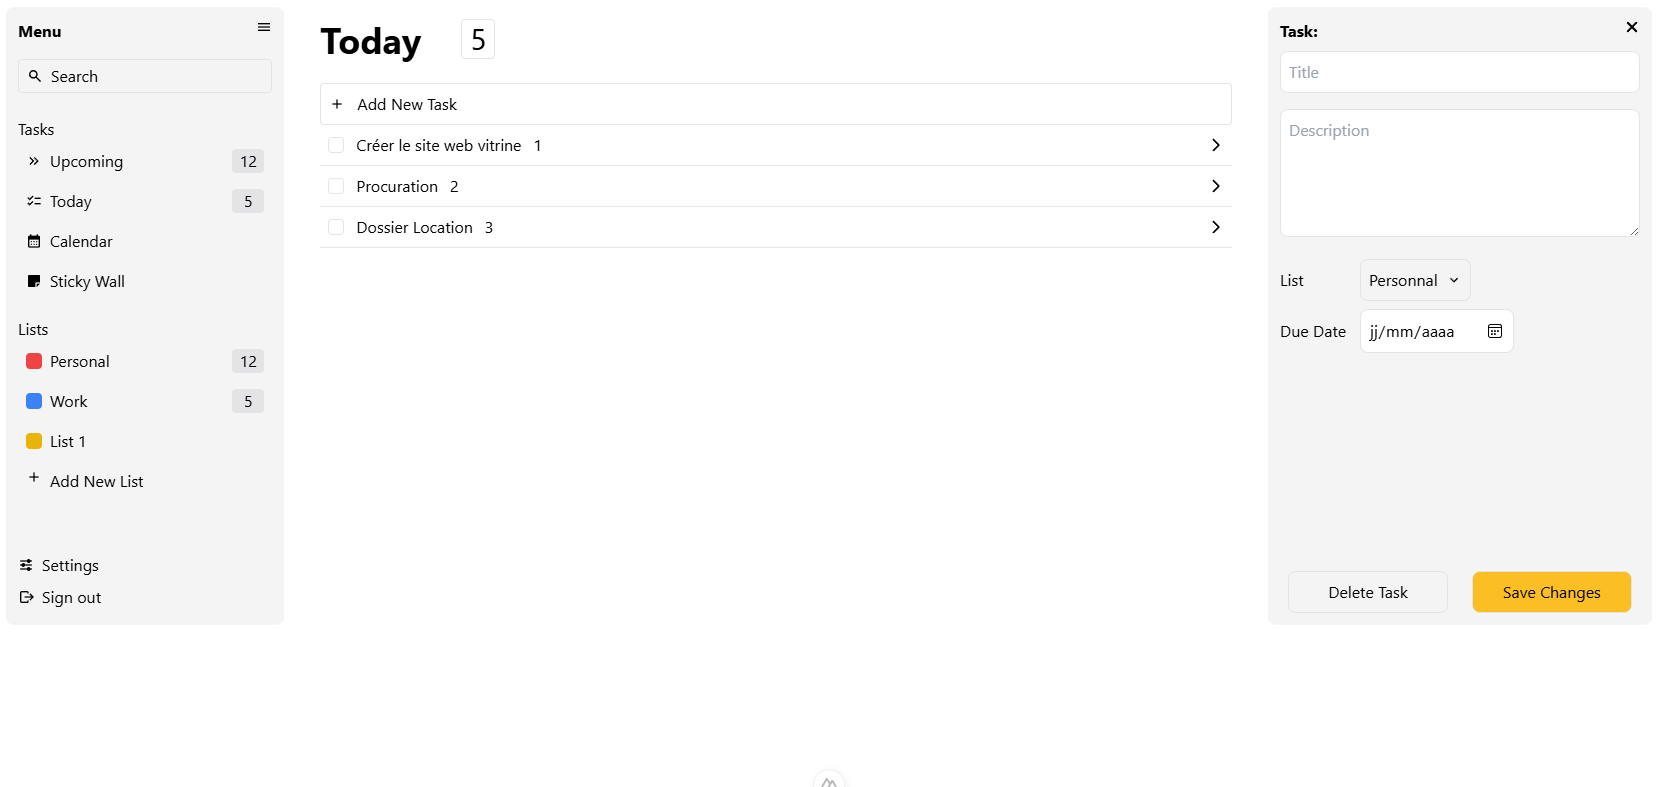 Menu
Search
Tasks
Upcoming 12
Today 5
Calendar
Sticky Wall
Lists
Personal 12
Work 5
List 1
Add New List
Settings
Sign out
Today 5
Add New Task
Créer le site web vitrine 1
Procuration 2
Dossier Location 3
Task:
Title
Description
List Personnal
Due Date jj/mm/aaaa
Delete Task Save Changes